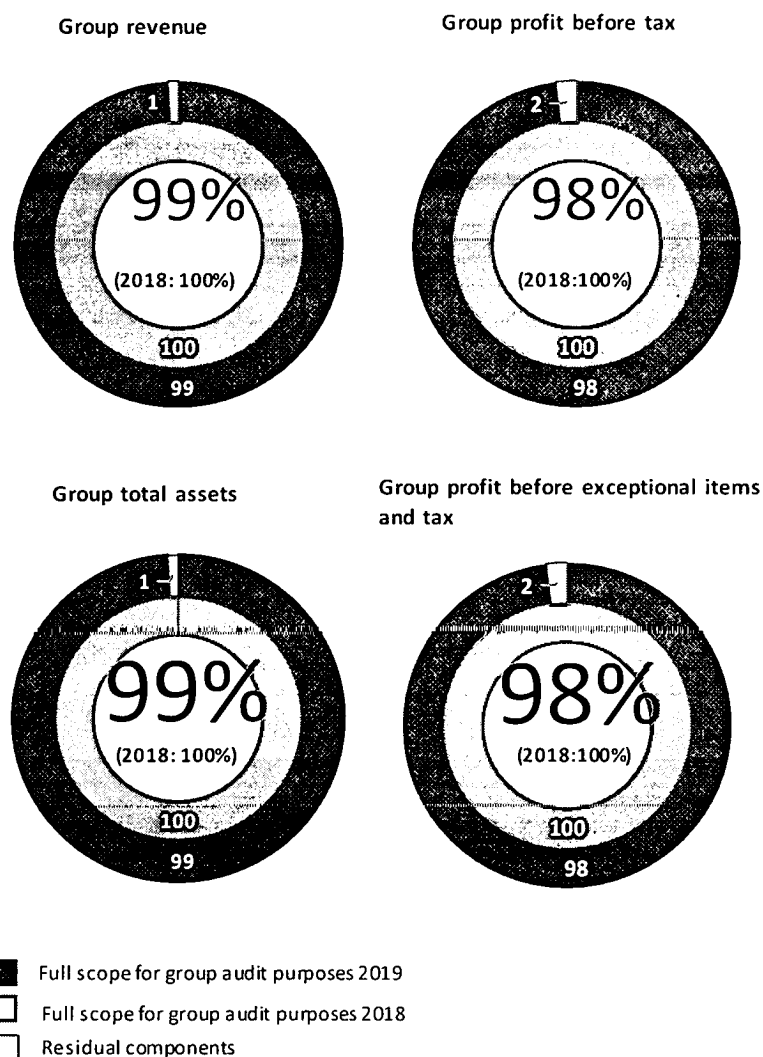 Group revenue
Group profit before tax
1
99%
(2018: 100%)
100
99
2
98%
(2018:100%)
100
98
Group total assets
Group profit before exceptional items
and tax
1
99%
(2018: 100%)
100
99
2
98%
(2018:100%)
100
98
Full scope for group audit purposes 2019
Full scope for group audit purposes 2018
Residual components